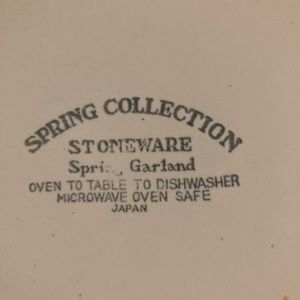 SPRING COLLECTION
STONEWARE
Garland
OVEN TO TABLE TO DISHWASHER
MICROWAVE OVEN SAFE
JAPAN